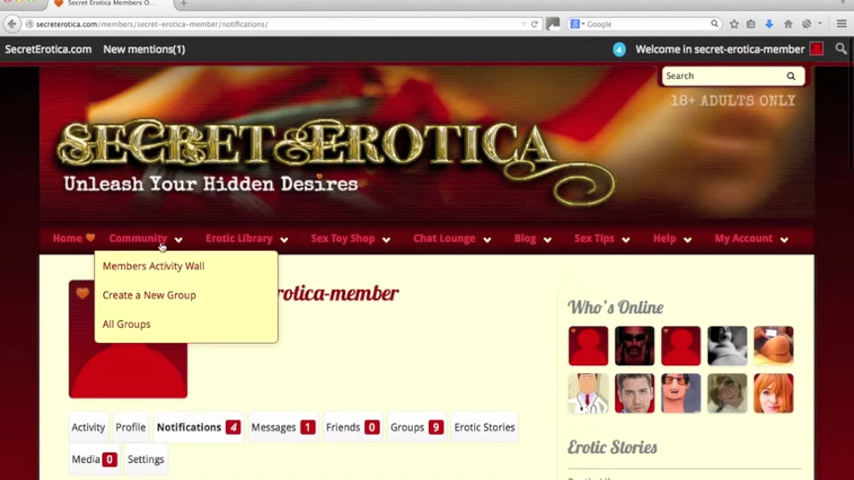 Secret Erotica Members O...
secreterotica.com/members/secret-erotica-member/notifications/
Google
SecretErotica.com New mentions(1)
4 Welcome in secret-erotica-member
Search
18+ ADULTS ONLY
SECRET EROTICA
Unleash Your Hidden Desires
Home Community Erotic Library Sex Toy Shop Chat Lounge Blog Sex Tips Help My Account
Members Activity Wall
Create a New Group
All Groups
rotica-member
Who's Online
Activity Profile Notifications 4 Messages 1 Friends 0 Groups 9 Erotic Stories
Media 0 Settings
Erotic Stories